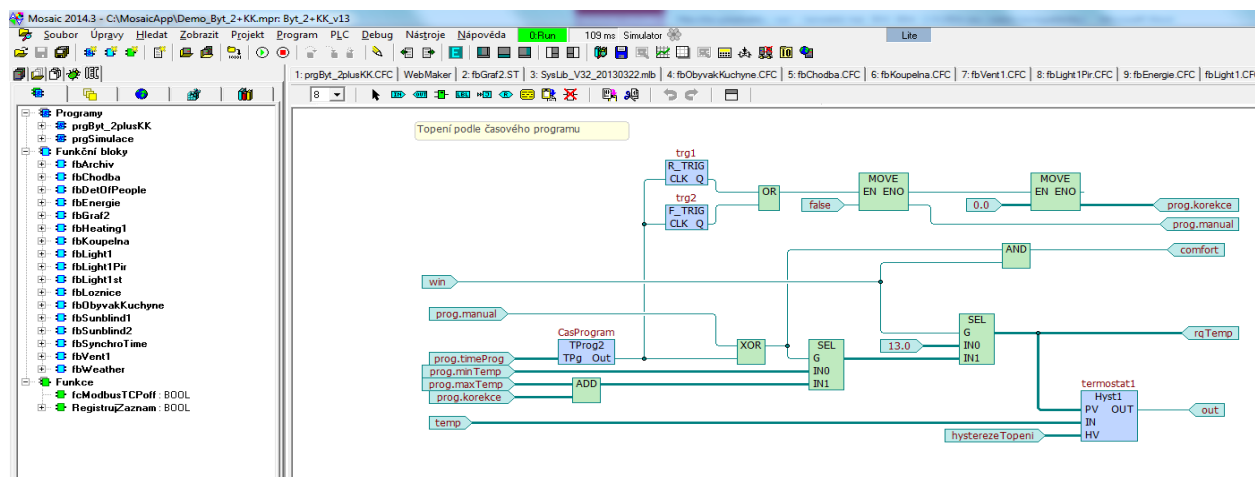 Mosaic 2014.3 - C:\MosaicApp\Demo_Byt_2+KK.mpr: Byt_2+KK_v13
Soubor Úpravy Hledat Zobrazit Projekt Program PLC Debug Nástroje Nápověda 0:Run 109 ms Simulator Lite
1: prgByt_2plusKK.CFC WebMaker 2: fbGraf2.ST 3: SysLib_V32_20130322.mlb 4: fbObyvakKuchyne.CFC 5: fbChodba.CFC 6: fbKoupelna.CFC 7: fbVent1.CFC 8: fbLight1Pir.CFC 9: fbEnergie.CFC fbLight1.CF
8
Programy
prgByt_2plusKK
prgSimulace
Funkční bloky
fbArchiv
fbChodba
fbDetOfPeople
fbEnergie
fbGraf2
fbHeating1
fbKoupelna
fbLight1
fbLight1Pir
fbLight1st
fbLoznice
fbObyvakKuchyne
fbSunblind1
fbSunblind2
fbSynchroTime
fbVent1
fbWeather
Funkce
fcModbusTCPoff : BOOL
RegistrujZaznam : BOOL
Topení podle časového programu
trg1
R_TRIG
CLK Q
trg2
F_TRIG
CLK Q
OR
false
MOVE
EN ENO
0.0
MOVE
EN ENO
prog.korekce
prog.manual
AND
comfort
win
prog.manual
CasProgram
TProg2
TPg Out
XOR
prog.timeProg
prog.minTemp
prog.maxTemp
prog.korekce
ADD
SEL
G
IN0
IN1
13.0
SEL
G
IN0
IN1
rqTemp
termostat1
Hyst1
PV OUT
IN
HV
out
temp
hystererezeTopeni